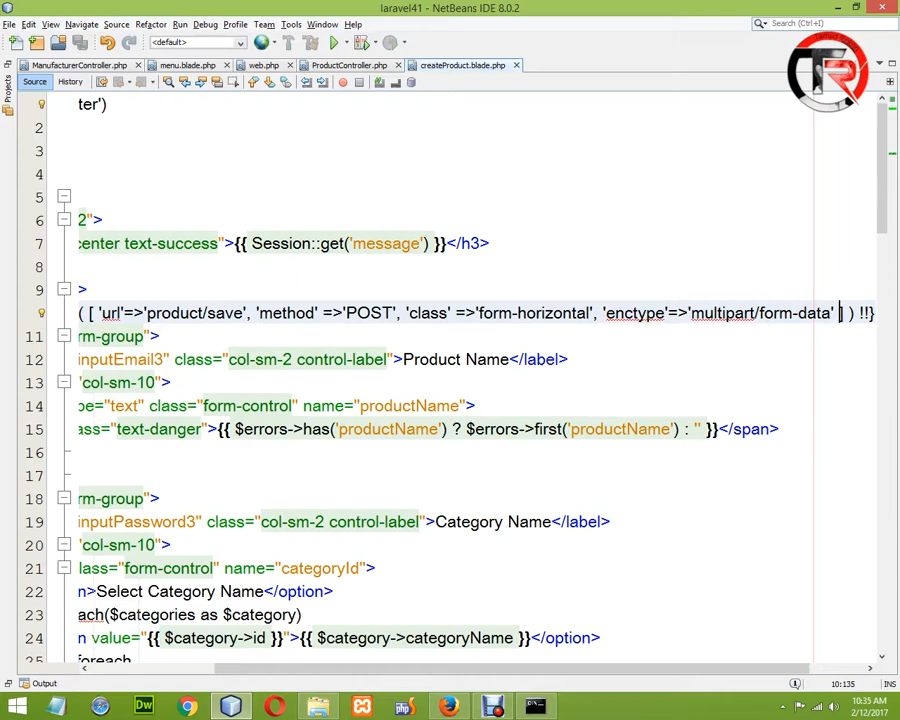 laravel41 - NetBeans IDE 8.0.2
File Edit View Navigate Source Refactor Run Debug Profile Team Tools Window Help
Search (Ctrl+I)
<default>
ManufacturerController.php menu.blade.php web.php ProductController.php createProduct.blade.php
Source History
Projects
TR
ter')
2
3
4
5
6 2">
7 center text-success">{{ Session::get('message') }}</h3>
8
9 >
( [ 'url'=>'product/save', 'method' =>'POST', 'class' =>'form-horizontal', 'enctype'=>'multipart/form-data' ] ) !!}
11 rm-group">
12 inputEmail3" class="col-sm-2 control-label">Product Name</label>
13 "col-sm-10">
14 pe="text" class="form-control" name="productName">
15 ass="text-danger">{{ $errors->has('productName') ? $errors->first('productName') : '' }}</span>
16
17
18 rm-group">
19 inputPassword3" class="col-sm-2 control-label">Category Name</label>
20 "col-sm-10">
21 lass="form-control" name="categoryId">
22 n>Select Category Name</option>
23 ach($categories as $category)
24 n value="{{ $category->id }}">{{ $category->categoryName }}</option>
25 foreach
Output
10:135 INS
Dw php
10:35 AM
2/12/2017